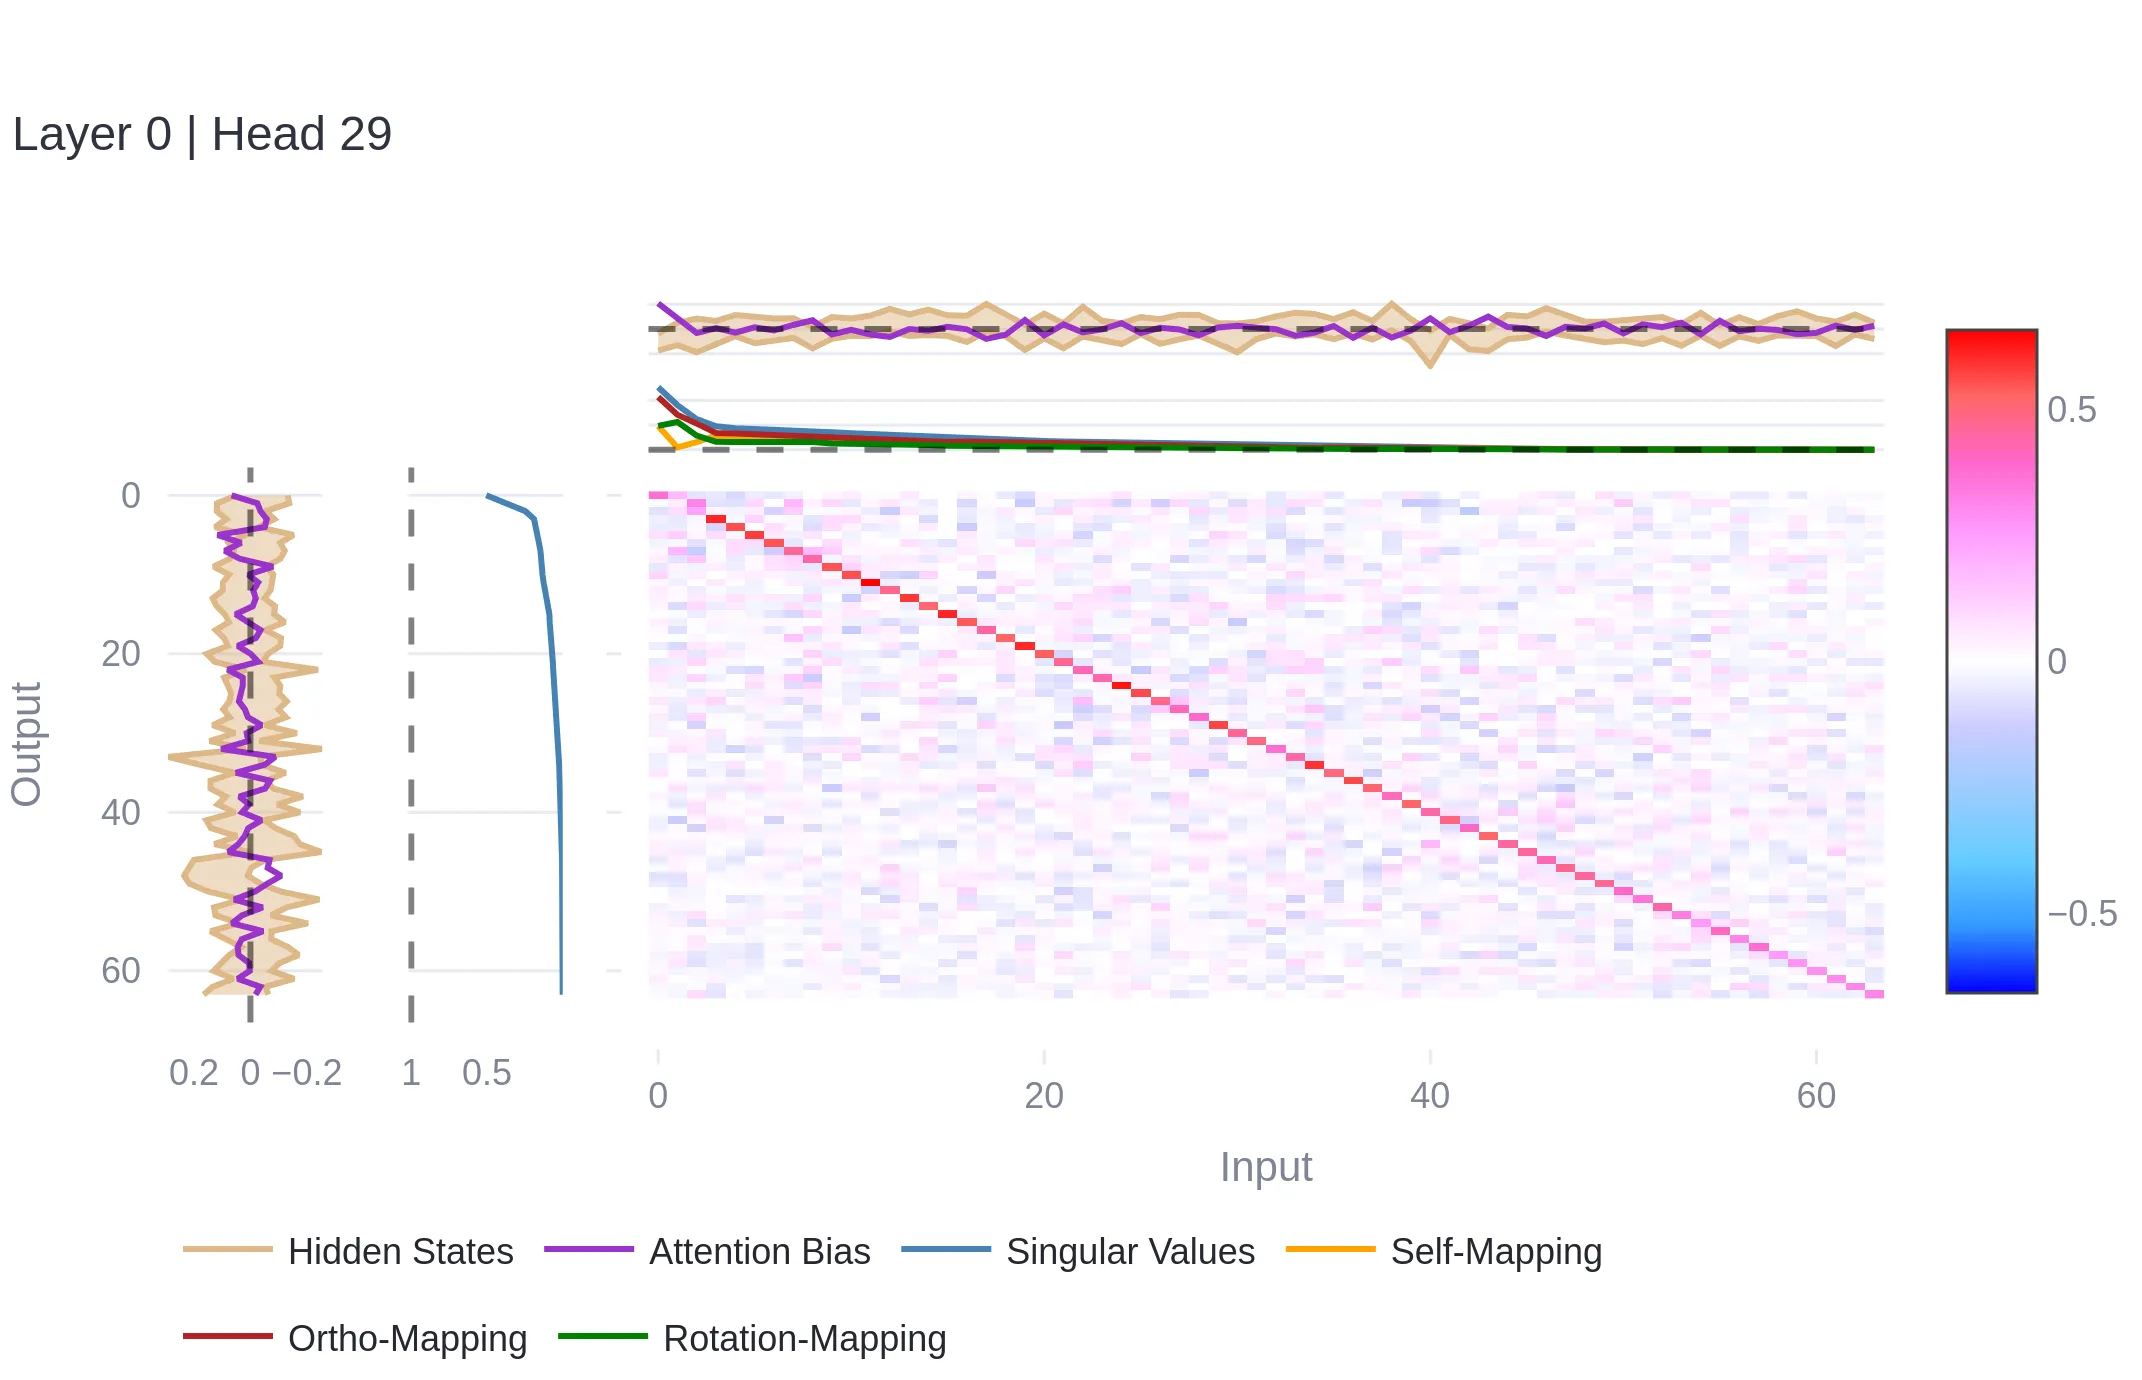 Layer 0 | Head 29
0
20
40
60
Output
0.2 0 −0.2
1 0.5
0 20 40 60
Input
0.5
0
−0.5
Hidden States Attention Bias Singular Values Self-Mapping
Ortho-Mapping Rotation-Mapping